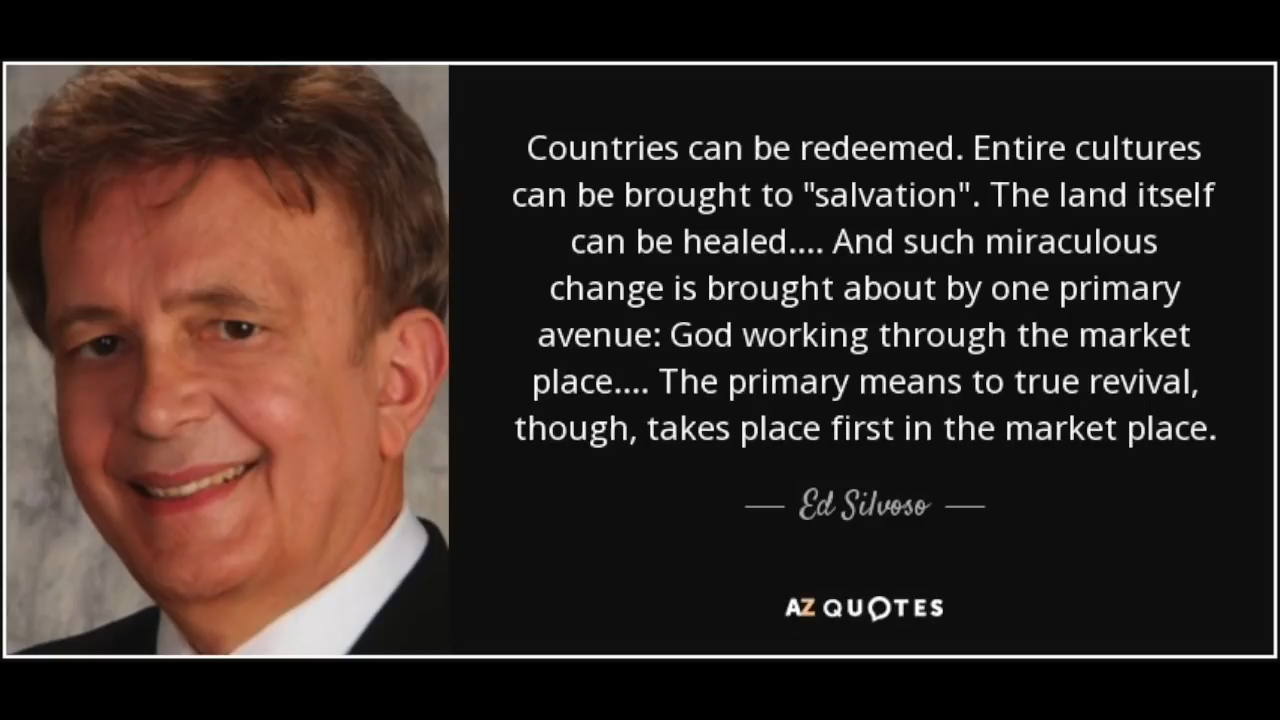 Countries can be redeemed. Entire cultures
can be brought to "salvation". The land itself
can be healed.... And such miraculous
change is brought about by one primary
avenue: God working through the market
place.... The primary means to true revival,
though, takes place first in the market place.
— Ed Silvoso —
AZ QUOTES